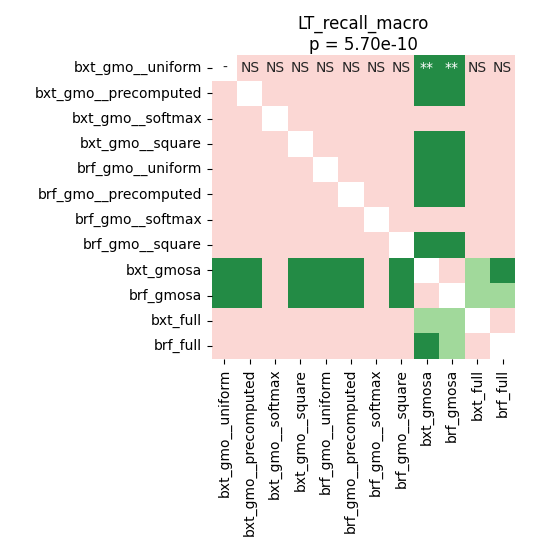 LT_recall_macro
p = 5.70e-10
bxt_gmo__uniform - NS NS NS NS NS NS NS ** ** NS NS
bxt_gmo__precomputed
bxt_gmo__softmax
bxt_gmo__square
brf_gmo__uniform
brf_gmo__precomputed
brf_gmo__softmax
brf_gmo__square
bxt_gmosa
brf_gmosa
bxt_full
brf_full
bxt_gmo__uniform
bxt_gmo__precomputed
bxt_gmo__softmax
bxt_gmo__square
brf_gmo__uniform
brf_gmo__precomputed
brf_gmo__softmax
brf_gmo__square
bxt_gmosa
brf_gmosa
bxt_full
brf_full